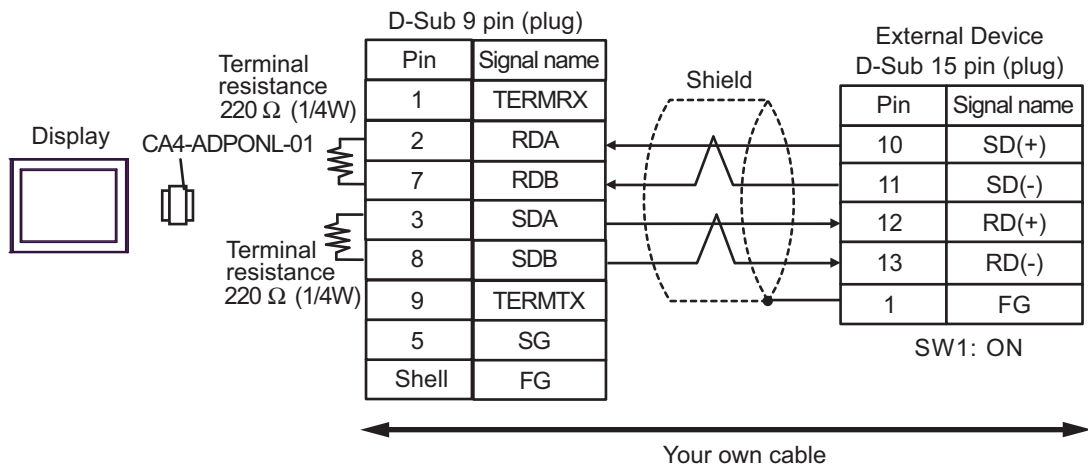 D-Sub 9 pin (plug)
Pin Signal name
1 TERMRX
2 RDA
7 RDB
3 SDA
8 SDB
9 TERMTX
5 SG
Shell FG
Terminal
resistance
220 Ω (1/4W)
Display
CA4-ADPONL-01
Terminal
resistance
220 Ω (1/4W)
Shield
External Device
D-Sub 15 pin (plug)
Pin Signal name
10 SD(+)
11 SD(-)
12 RD(+)
13 RD(-)
1 FG
SW1: ON
Your own cable